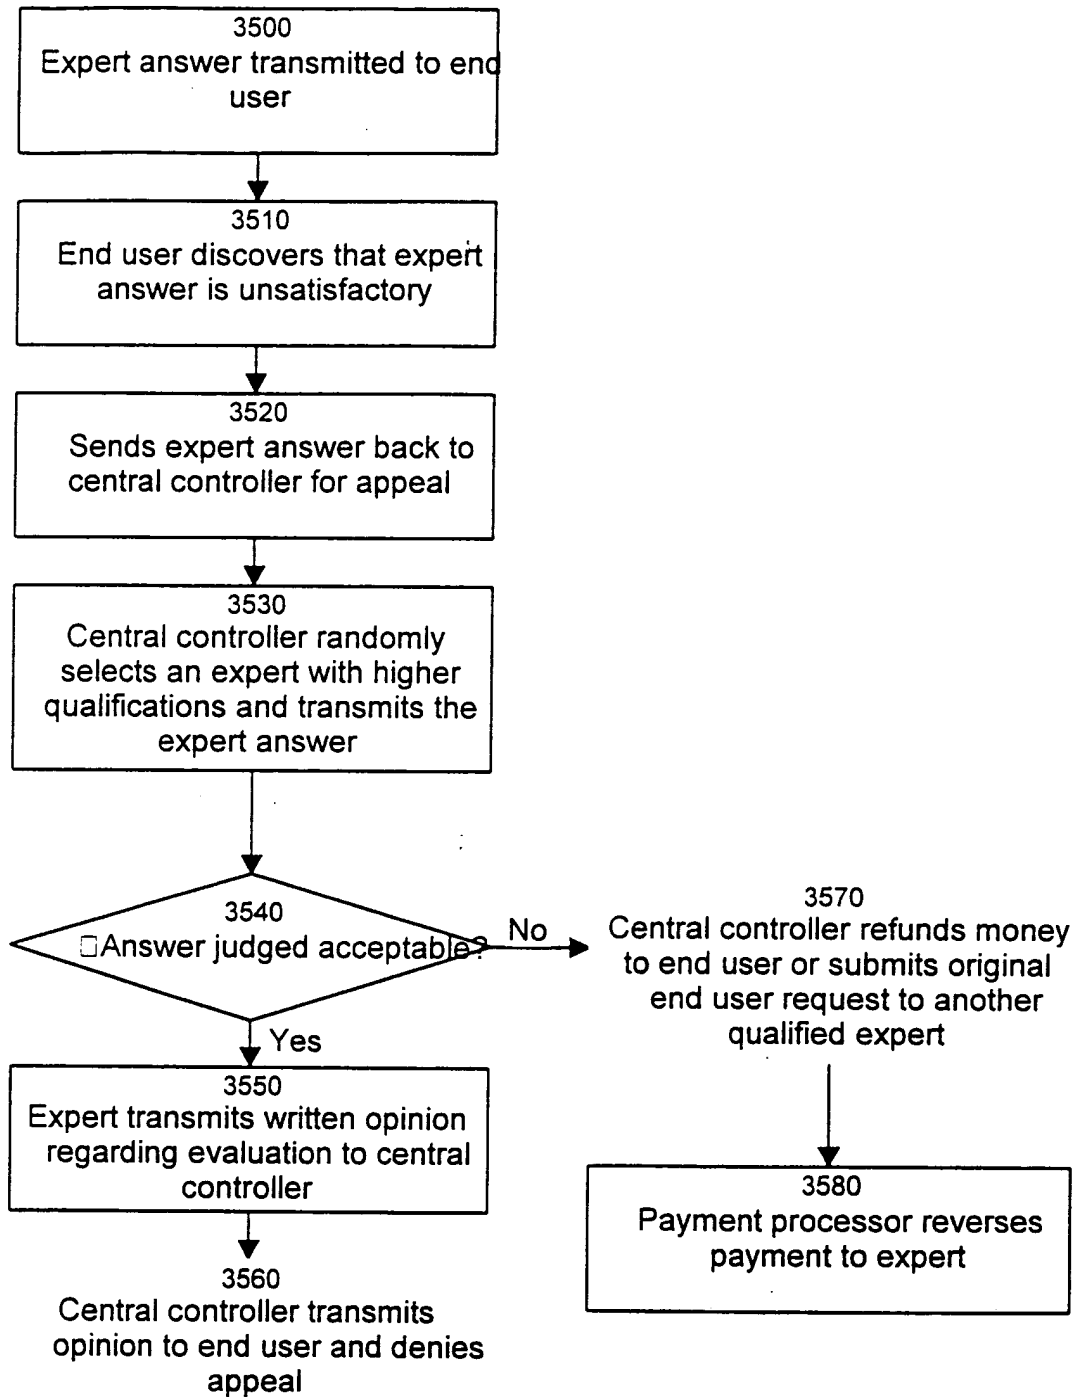 3500
Expert answer transmitted to end
user
3510
End user discovers that expert
answer is unsatisfactory
3520
Sends expert answer back to
central controller for appeal
3530
Central controller randomly
selects an expert with higher
qualifications and transmits the
expert answer
3540
Answer judged acceptable?
No
3570
Central controller refunds money
to end user or submits original
end user request to another
qualified expert
Yes
3550
Expert transmits written opinion
regarding evaluation to central
controller
3580
Payment processor reverses
payment to expert
3560
Central controller transmits
opinion to end user and denies
appeal